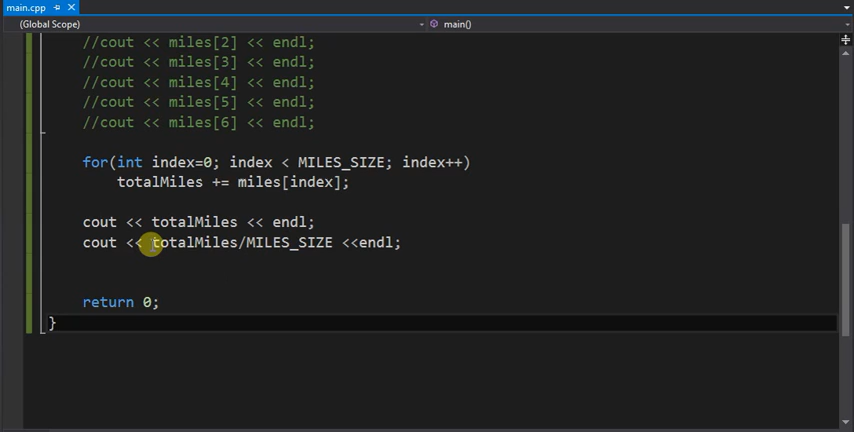 main.cpp
(Global Scope) main()
//cout << miles[2] << endl;
//cout << miles[3] << endl;
//cout << miles[4] << endl;
//cout << miles[5] << endl;
//cout << miles[6] << endl;
for(int index=0; index < MILES_SIZE; index++)
totalMiles += miles[index];
cout << totalMiles << endl;
cout << totalMiles/MILES_SIZE <<endl;
return 0;
}